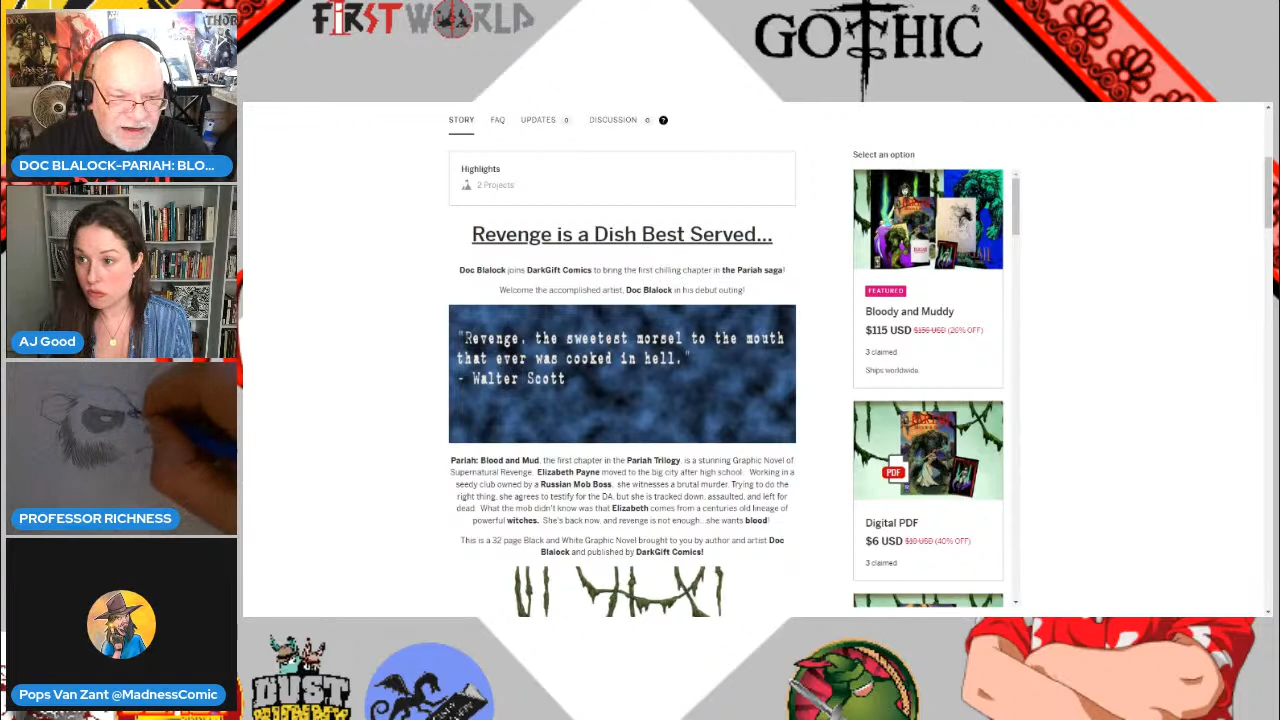 DOOM
THOR
FiRST WORLD
GOTHIC
DOC BLALOCK-PARIAH: BLO...
AJ Good
PROFESSOR RICHNESS
Pops Van Zant @MadnessComic
STORY FAQ UPDATES 0 DISCUSSION 0 ?
Highlights
2 Projects
Revenge is a Dish Best Served...
Doc Blalock joins DarkGift Comics to bring the first chilling chapter in the Pariah saga!
Welcome the accomplished artist, Doc Blalock in his debut outing!
"Revenge, the sweetest morsel to the mouth
that ever was cooked in hell."
- Walter Scott
Pariah: Blood and Mud, the first chapter in the Pariah Trilogy, is a stunning Graphic Novel of
Supernatural Revenge. Elizabeth Payne moved to the big city after high school. Working in a
seedy club owned by a Russian Mob Boss, she witnesses a brutal murder. Trying to do the
right thing, she agrees to testify for the DA, but she is tracked down, assaulted, and left for
dead. What the mob didn't know was that Elizabeth comes from a centuries old lineage of
powerful witches. She's back now, and revenge is not enough...she wants blood!
This is a 32 page Black and White Graphic Novel brought to you by author and artist Doc
Blalock and published by DarkGift Comics!
Select an option
FEATURED
Bloody and Muddy
$115 USD $156 USD (26% OFF)
3 claimed
Ships worldwide.
PDF
Digital PDF
$6 USD $10 USD (40% OFF)
3 claimed
DUST
BUNNY